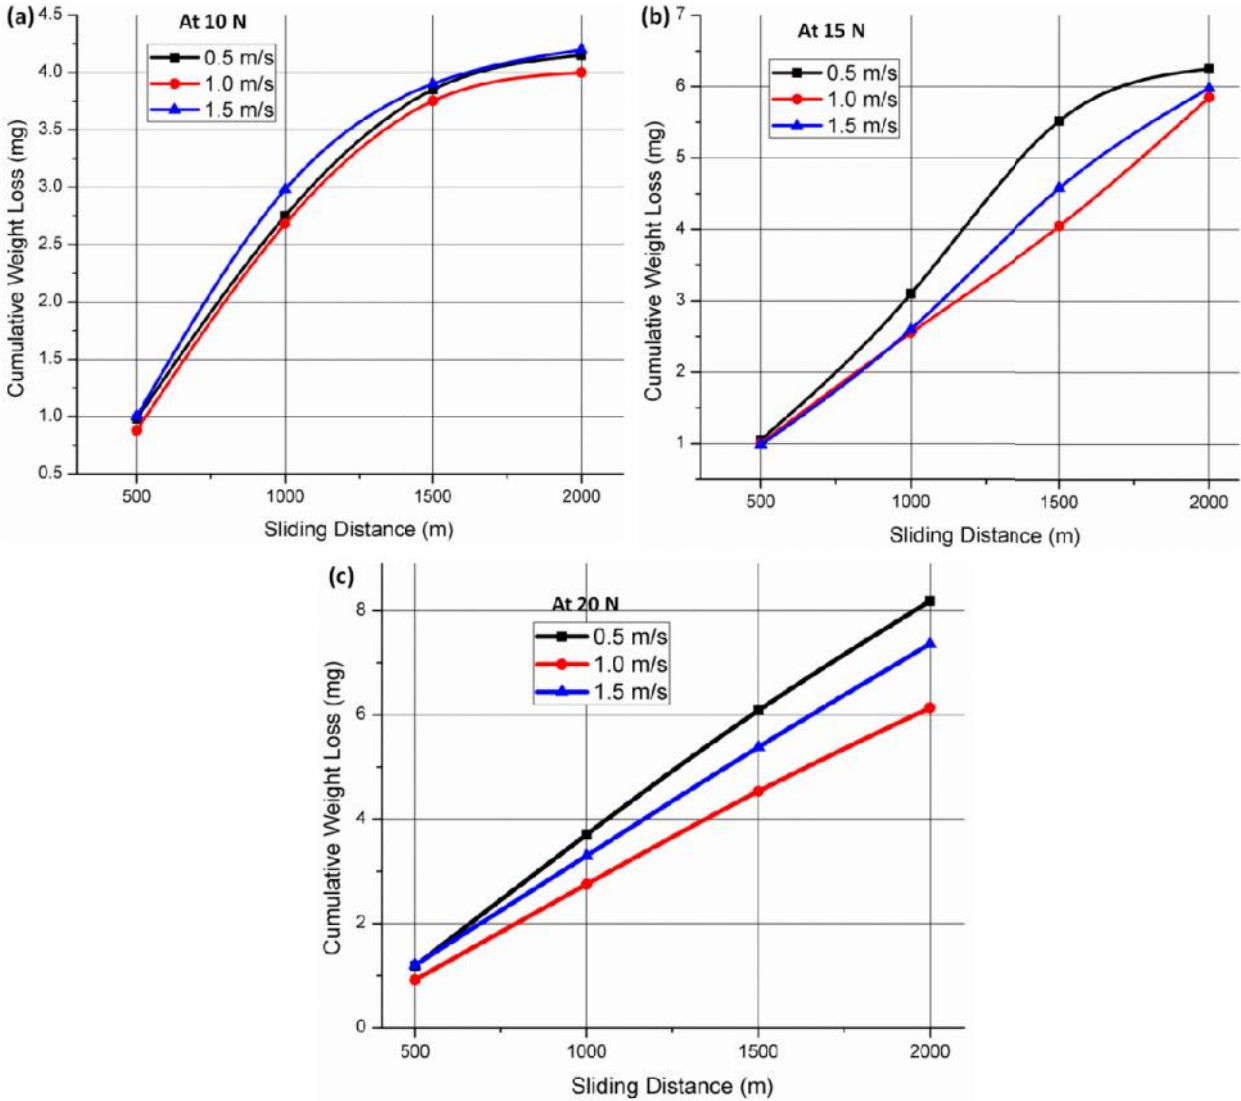 (a)
At 10 N
0.5 m/s
1.0 m/s
1.5 m/s
Cumulative Weight Loss (mg)
4.5
4.0
3.5
3.0
2.5
2.0
1.5
1.0
0.5
500 1000 1500 2000
Sliding Distance (m)
(b)
At 15 N
0.5 m/s
1.0 m/s
1.5 m/s
Cumulative Weight Loss (mg)
7
6
5
4
3
2
1
500 1000 1500 2000
Sliding Distance (m)
(c)
At 20 N
0.5 m/s
1.0 m/s
1.5 m/s
Cumulative Weight Loss (mg)
8
6
4
2
0
500 1000 1500 2000
Sliding Distance (m)